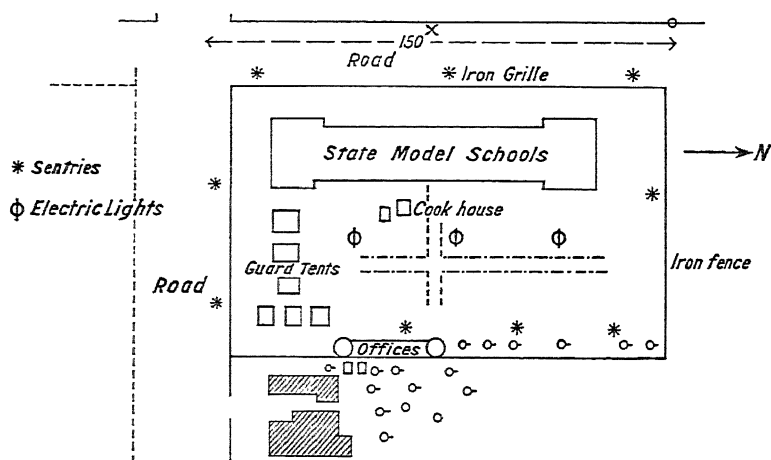 150
X
Road
Iron Grille
State Model Schools
N
* Sentries
Cook house
Electric Lights
Guard Tents
Iron fence
Road
Offices